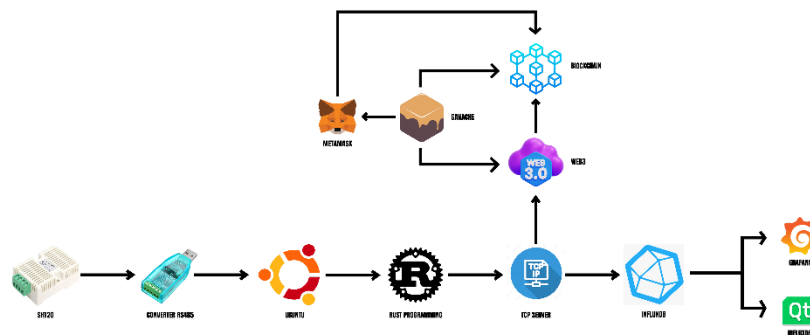 BLOCKCHAIN
GANACHE
METAMASK
WEB
3.0
WEB3
TCP
IP
R
Qt
SHT20
CONVERTER RS485
UBUNTU
RUST PROGRAMMING
TCP SERVER
INFLUXDB